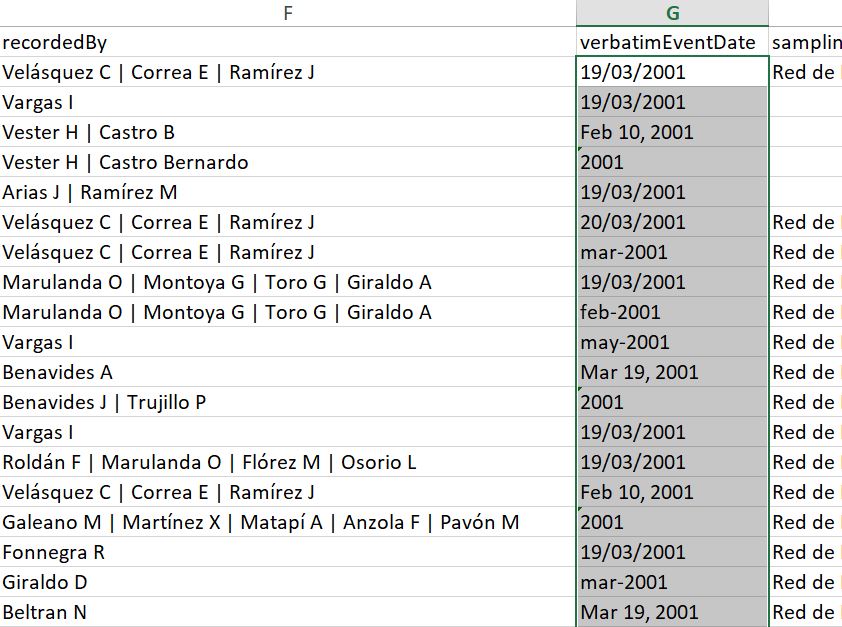 F G
recordedBy verbatimEventDate samplin
Velásquez C | Correa E | Ramírez J 19/03/2001 Red de
Vargas I 19/03/2001
Vester H | Castro B Feb 10, 2001
Vester H | Castro Bernardo 2001
Arias J | Ramírez M 19/03/2001
Velásquez C | Correa E | Ramírez J 20/03/2001 Red de
Velásquez C | Correa E | Ramírez J mar-2001 Red de
Marulanda O | Montoya G | Toro G | Giraldo A 19/03/2001 Red de
Marulanda O | Montoya G | Toro G | Giraldo A feb-2001 Red de
Vargas I may-2001 Red de
Benavides A Mar 19, 2001 Red de
Benavides J | Trujillo P 2001 Red de
Vargas I 19/03/2001 Red de
Roldán F | Marulanda O | Flórez M | Osorio L 19/03/2001 Red de
Velásquez C | Correa E | Ramírez J Feb 10, 2001 Red de
Galeano M | Martínez X | Matapí A | Anzola F | Pavón M 2001 Red de
Fonnegra R 19/03/2001 Red de
Giraldo D mar-2001 Red de
Beltran N Mar 19, 2001 Red de